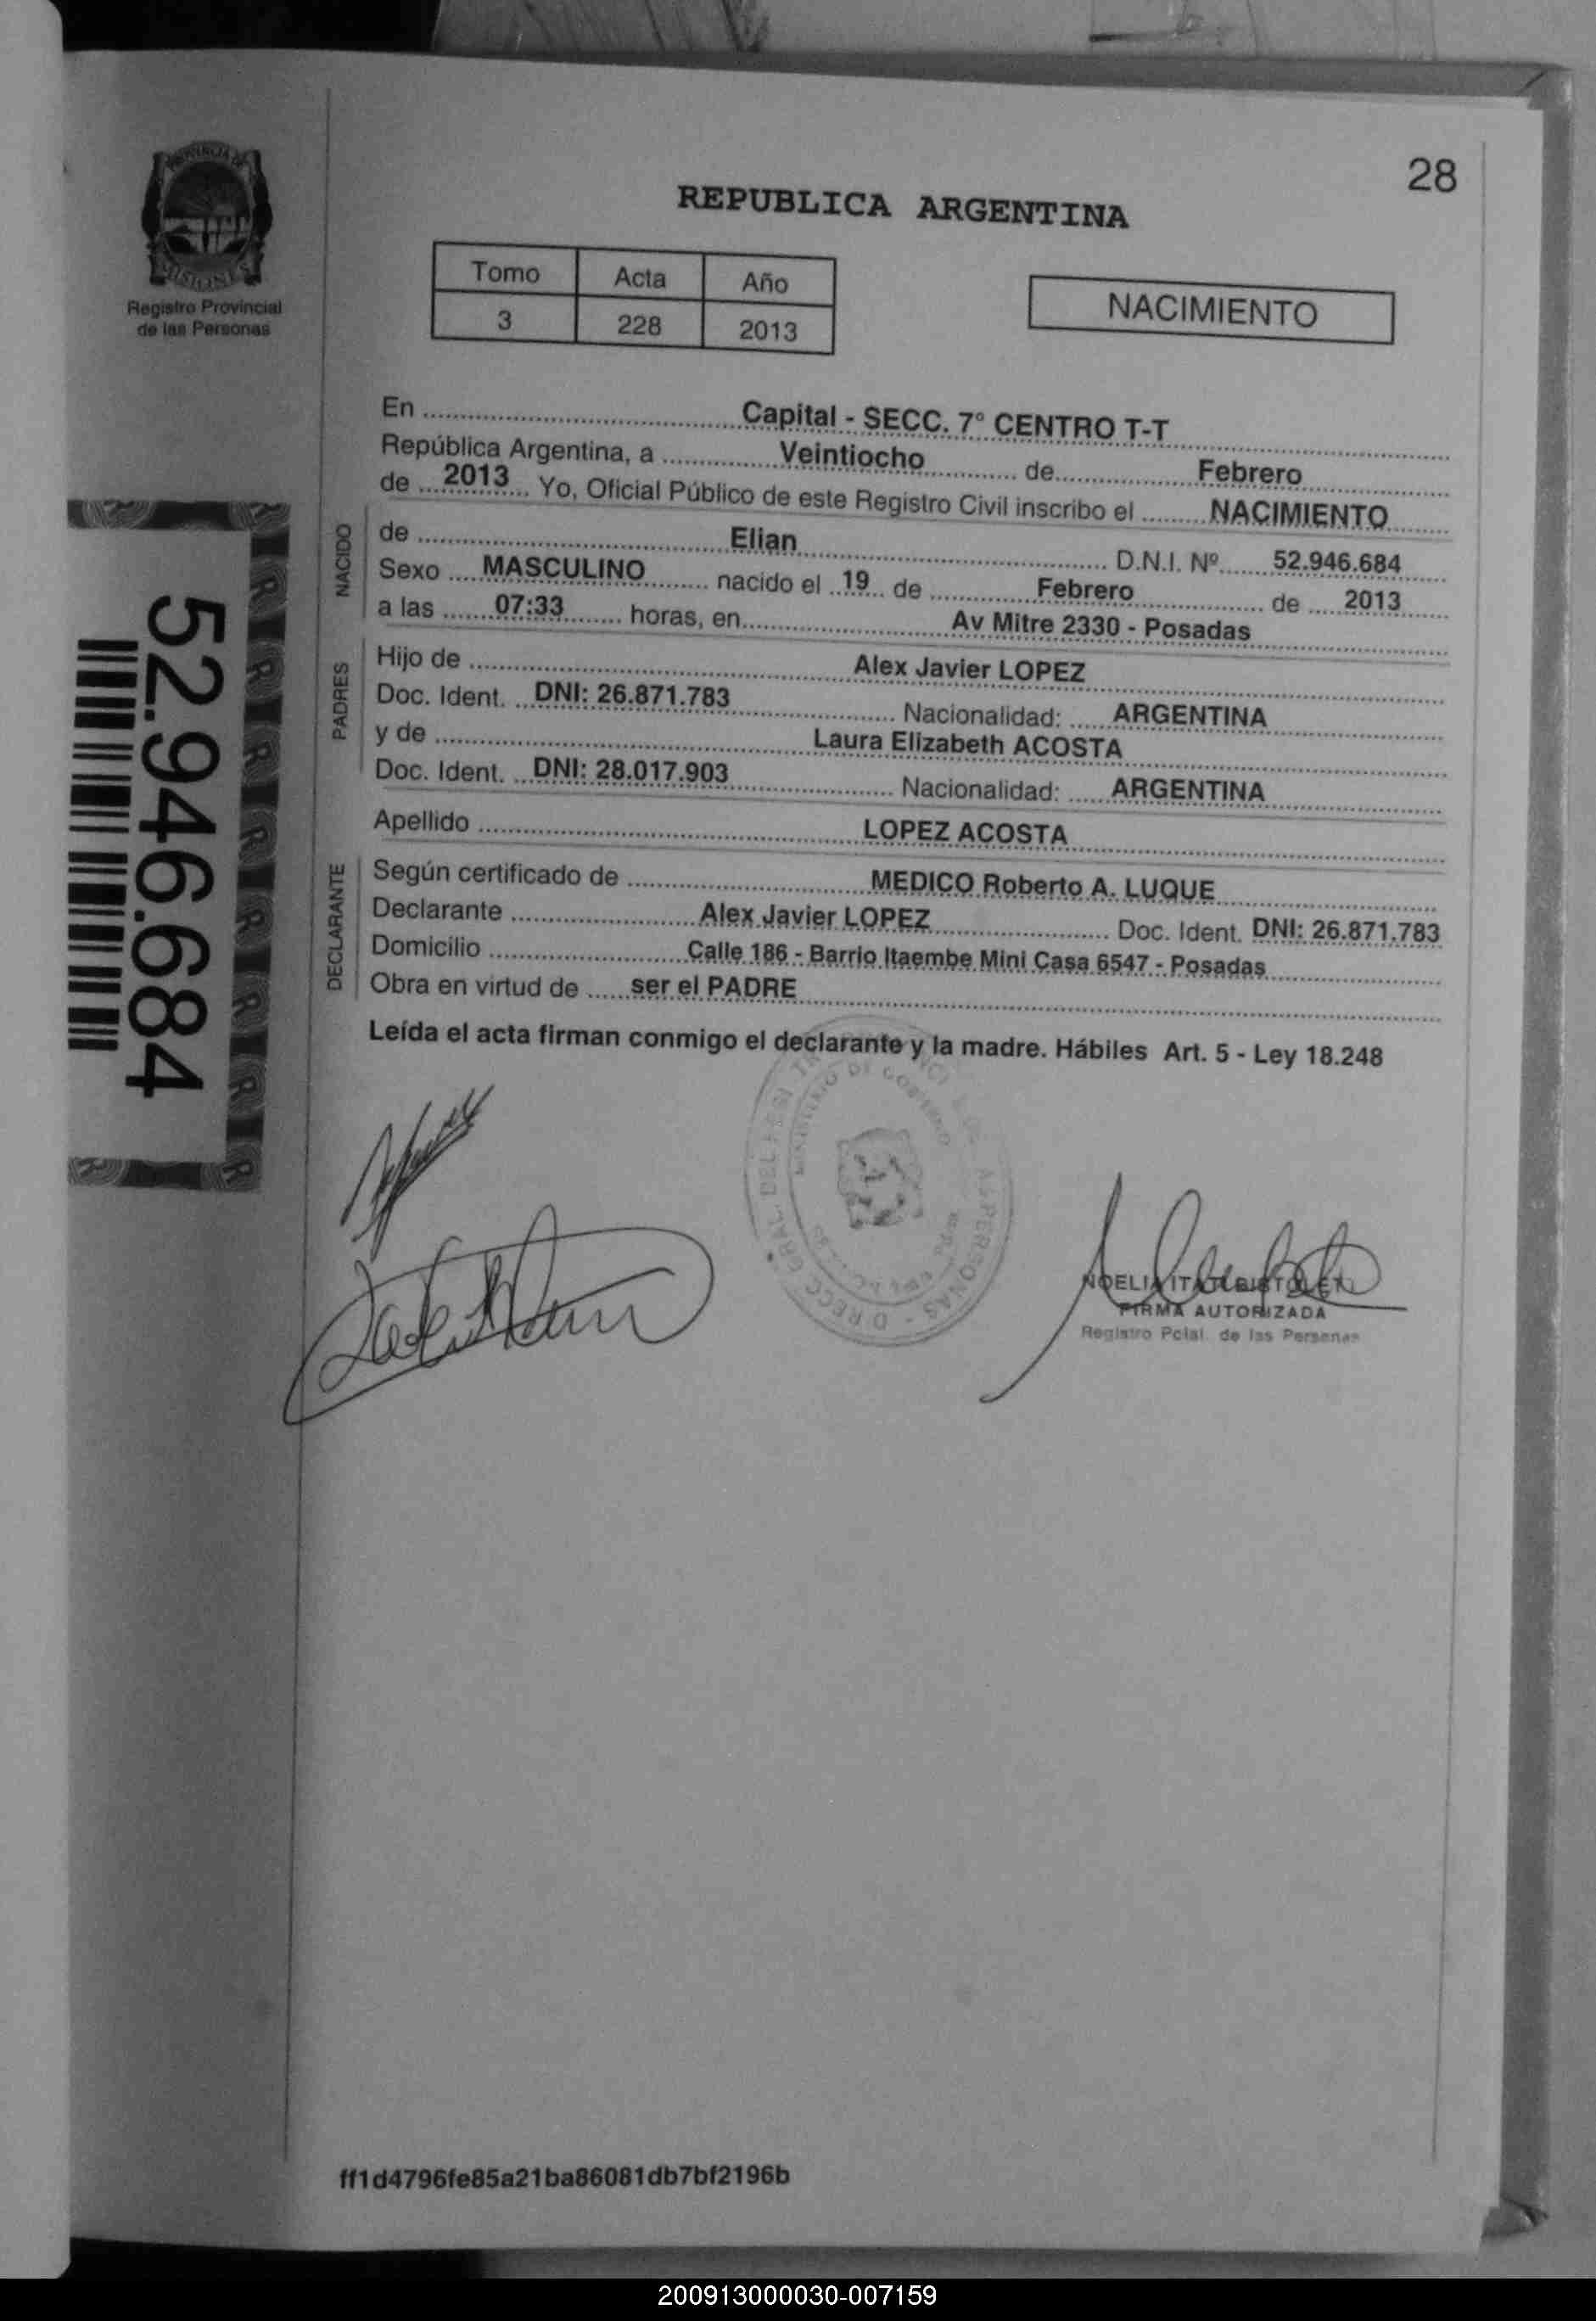 28
PROVINCIA DE
MISIONES
Registro Provincial
de las Personas
REPUBLICA ARGENTINA
Tomo Acta Año
3 228 2013
NACIMIENTO
En Capital - SECC. 7° CENTRO T-T
República Argentina, a Veintiocho de Febrero
de 2013 Yo, Oficial Público de este Registro Civil inscribo el NACIMIENTO
NACIDO
de Elian D.N.I. Nº 52.946.684
Sexo MASCULINO nacido el 19 de Febrero de 2013
a las 07:33 horas, en Av Mitre 2330 - Posadas
PADRES
Hijo de Alex Javier LOPEZ
Doc. Ident. DNI: 26.871.783 Nacionalidad: ARGENTINA
y de Laura Elizabeth ACOSTA
Doc. Ident. DNI: 28.017.903 Nacionalidad: ARGENTINA
Apellido LOPEZ ACOSTA
DECLARANTE
Según certificado de MEDICO Roberto A. LUQUE
Declarante Alex Javier LOPEZ Doc. Ident. DNI: 26.871.783
Domicilio Calle 186 - Barrio Itaembe Mini Casa 6547 - Posadas
Obra en virtud de ser el PADRE
Leída el acta firman conmigo el declarante y la madre. Hábiles Art. 5 - Ley 18.248
52.946.684
NOELIA
FIRMA AUTORIZADA
Registro Pcial. de las Personas
ff1d4796fe85a21ba86081db7bf2196b
200913000030-007159